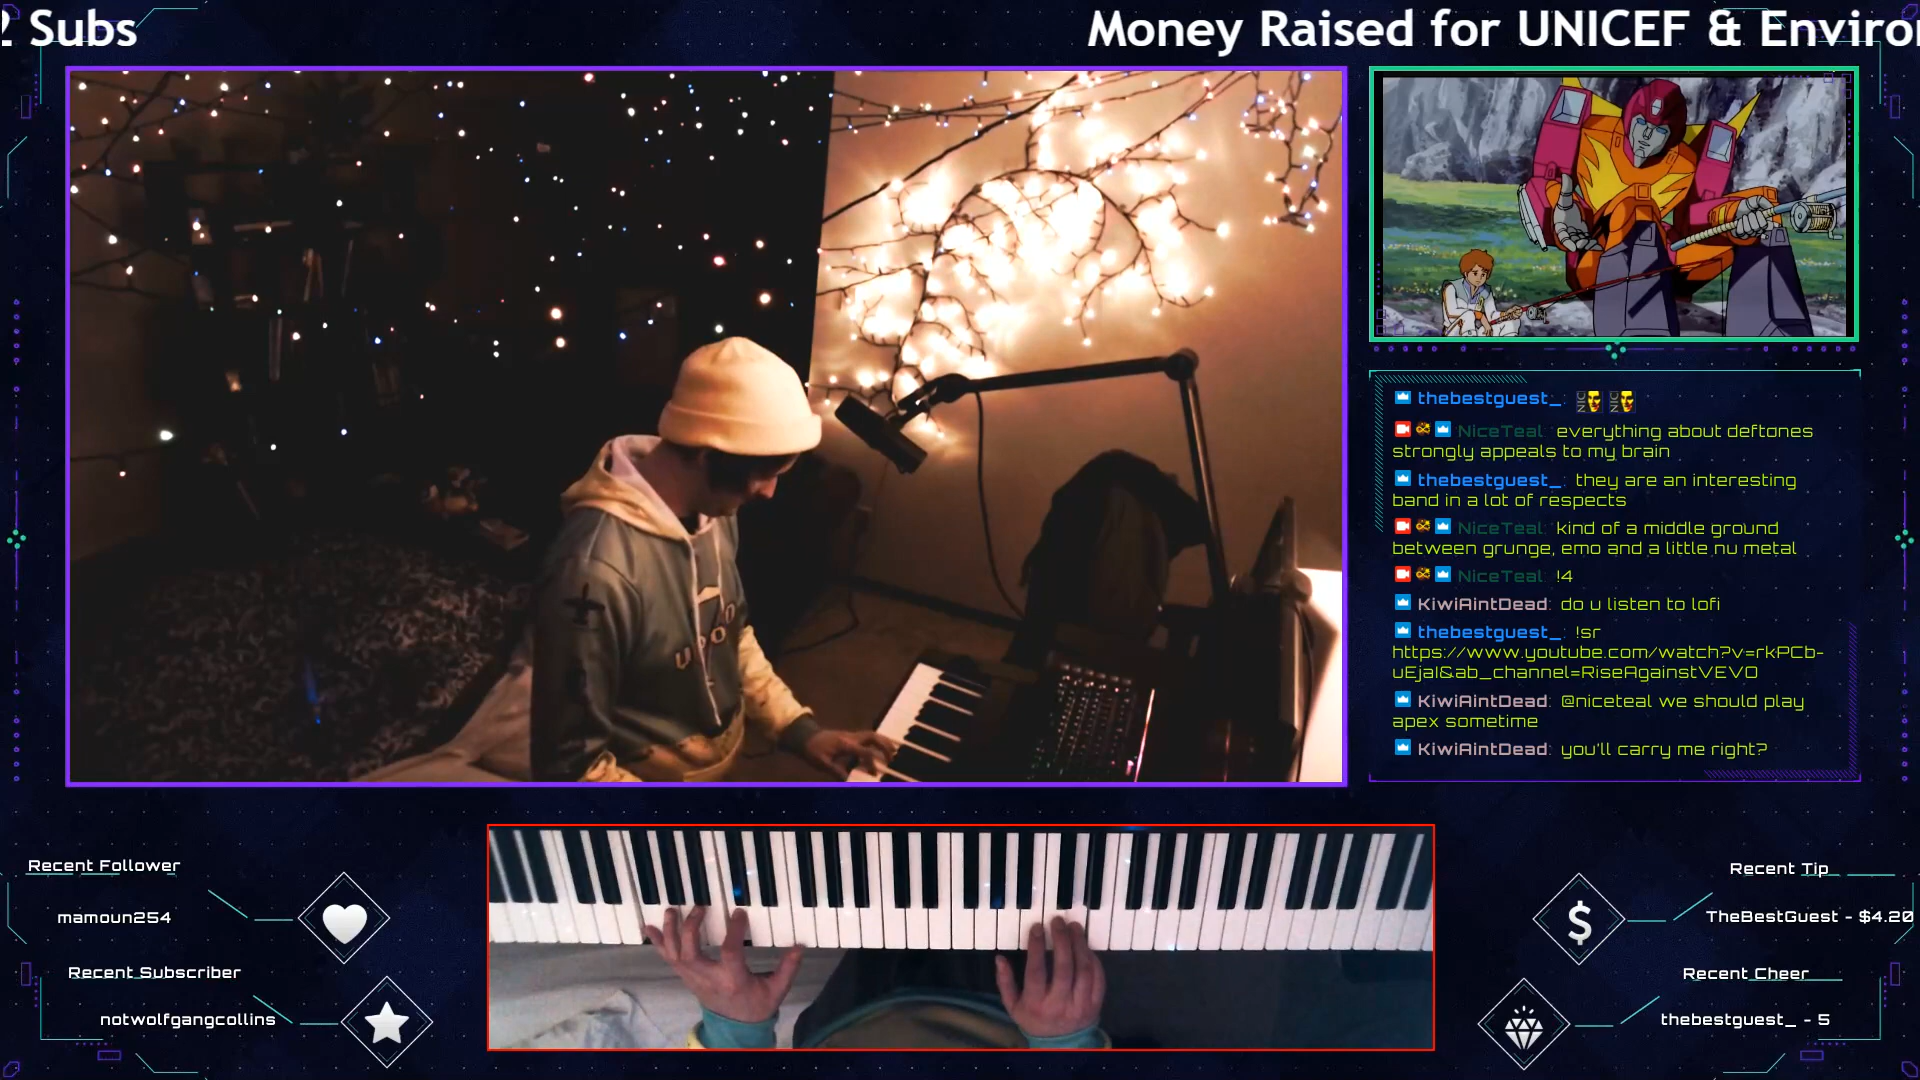 2 Subs
Money Raised for UNICEF & Enviro
thebestguest_:
NiceTeal: everything about deftones
strongly appeals to my brain
thebestguest_: they are an interesting
band in a lot of respects
NiceTeal: kind of a middle ground
between grunge, emo and a little nu metal
NiceTeal: !4
KiwiAintDead: do u listen to lofi
thebestguest_: !sr
https://www.youtube.com/watch?v=rkPCb-
uEjaI&ab_channel=RiseAgainstVEVO
KiwiAintDead: @niceteal we should play
apex sometime
KiwiAintDead: you'll carry me right?
Recent Follower
mamoun254
Recent Subscriber
notwolfgangcollins
Recent Tip
TheBestGuest - $4.20
Recent Cheer
thebestguest_ - 5